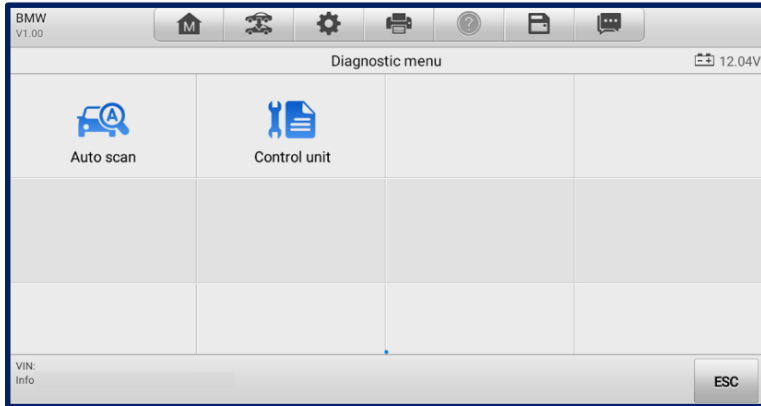 BMW
V1.00
M
?
Diagnostic menu
12.04V
A
Auto scan
Control unit
VIN:
Info
ESC